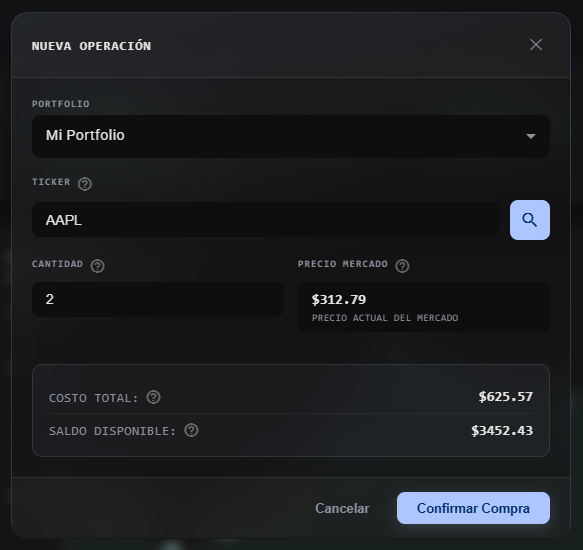 NUEVA OPERACIÓN
PORTFOLIO
Mi Portfolio
TICKER ?
AAPL
CANTIDAD ?
2
PRECIO MERCADO ?
$312.79
PRECIO ACTUAL DEL MERCADO
COSTO TOTAL: ? $625.57
SALDO DISPONIBLE: ? $3452.43
Cancelar Confirmar Compra